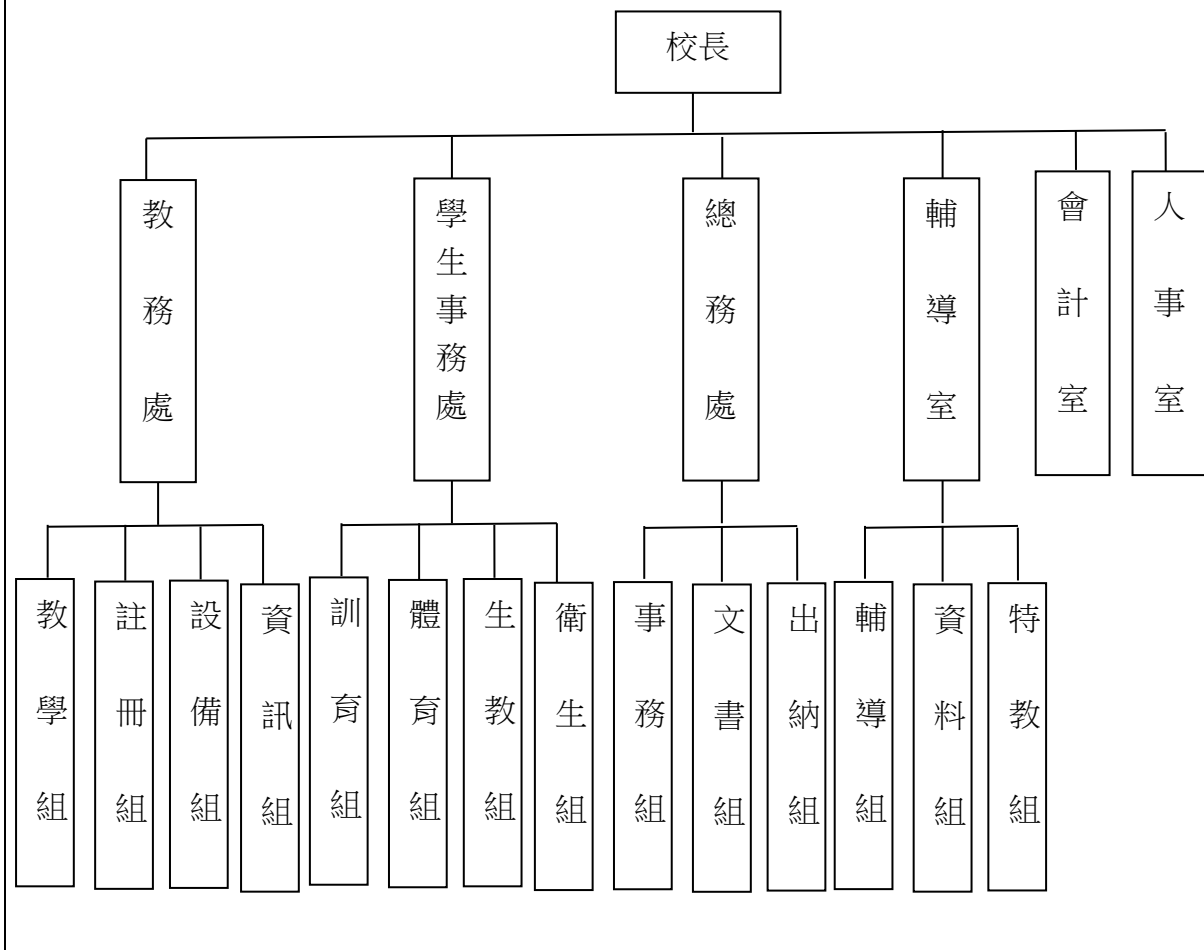 校長
教務處
學生事務處
總務處
輔導室
會計室
人事室
教學組
註冊組
設備組
資訊組
訓育組
體育組
生教組
衛生組
事務組
文書組
出納組
輔導組
資料組
特教組